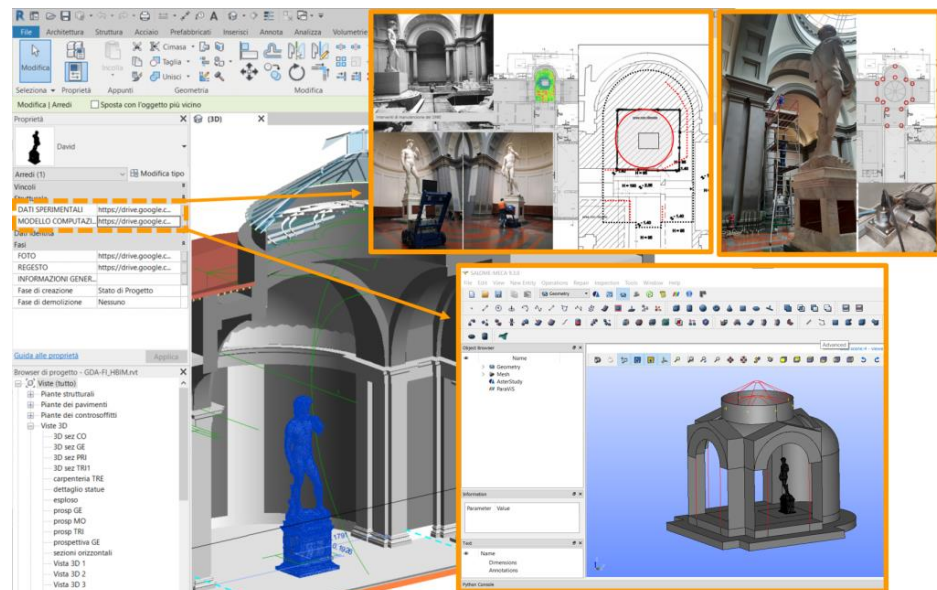 File Architettura Struttura Acciaio Prefabbricati Inserisci Annota Analizza Volumetrie
Modifica
Incolla
Cimasa
Taglia
Unisci
Seleziona Proprietà Appunti Geometria Modifica
Modifica | Arredi Sposta con l'oggetto più vicino
Proprietà
David
Arredi (1) Modifica tipo
Vincoli
Strutturale
DATI SPERIMENTALI https://drive.google.c...
MODELLO COMPUTAZI... https://drive.google.c...
Dati identità
Fasi
FOTO https://drive.google.c...
REGESTO https://drive.google.c...
INFORMAZIONI GENER...
Fase di creazione Stato di Progetto
Fase di demolizione Nessuno
Guida alle proprietà Applica
Browser di progetto - GDA-FI_HBIM.rvt
Viste (tutto)
Piante strutturali
Piante dei pavimenti
Piante dei controsoffitti
Viste 3D
3D sez CO
3D sez GE
3D sez PRI
3D sez TRI1
carpenteria TRE
dettaglio statue
esploso
prosp GE
prosp MO
prosp TRI
prospettiva GE
sezioni orizzontali
Vista 3D 1
Vista 3D 2
Vista 3D 3
(3D)
File Edit View New Entity Operations Repair Inspection Tools Window Help
Geometry
Advanced
Object Browser
Name
Geometry
Mesh
AsterStudy
ParaViS
Information
Parameter Value
Text
Name
Dimensions
Annotations
Python Console